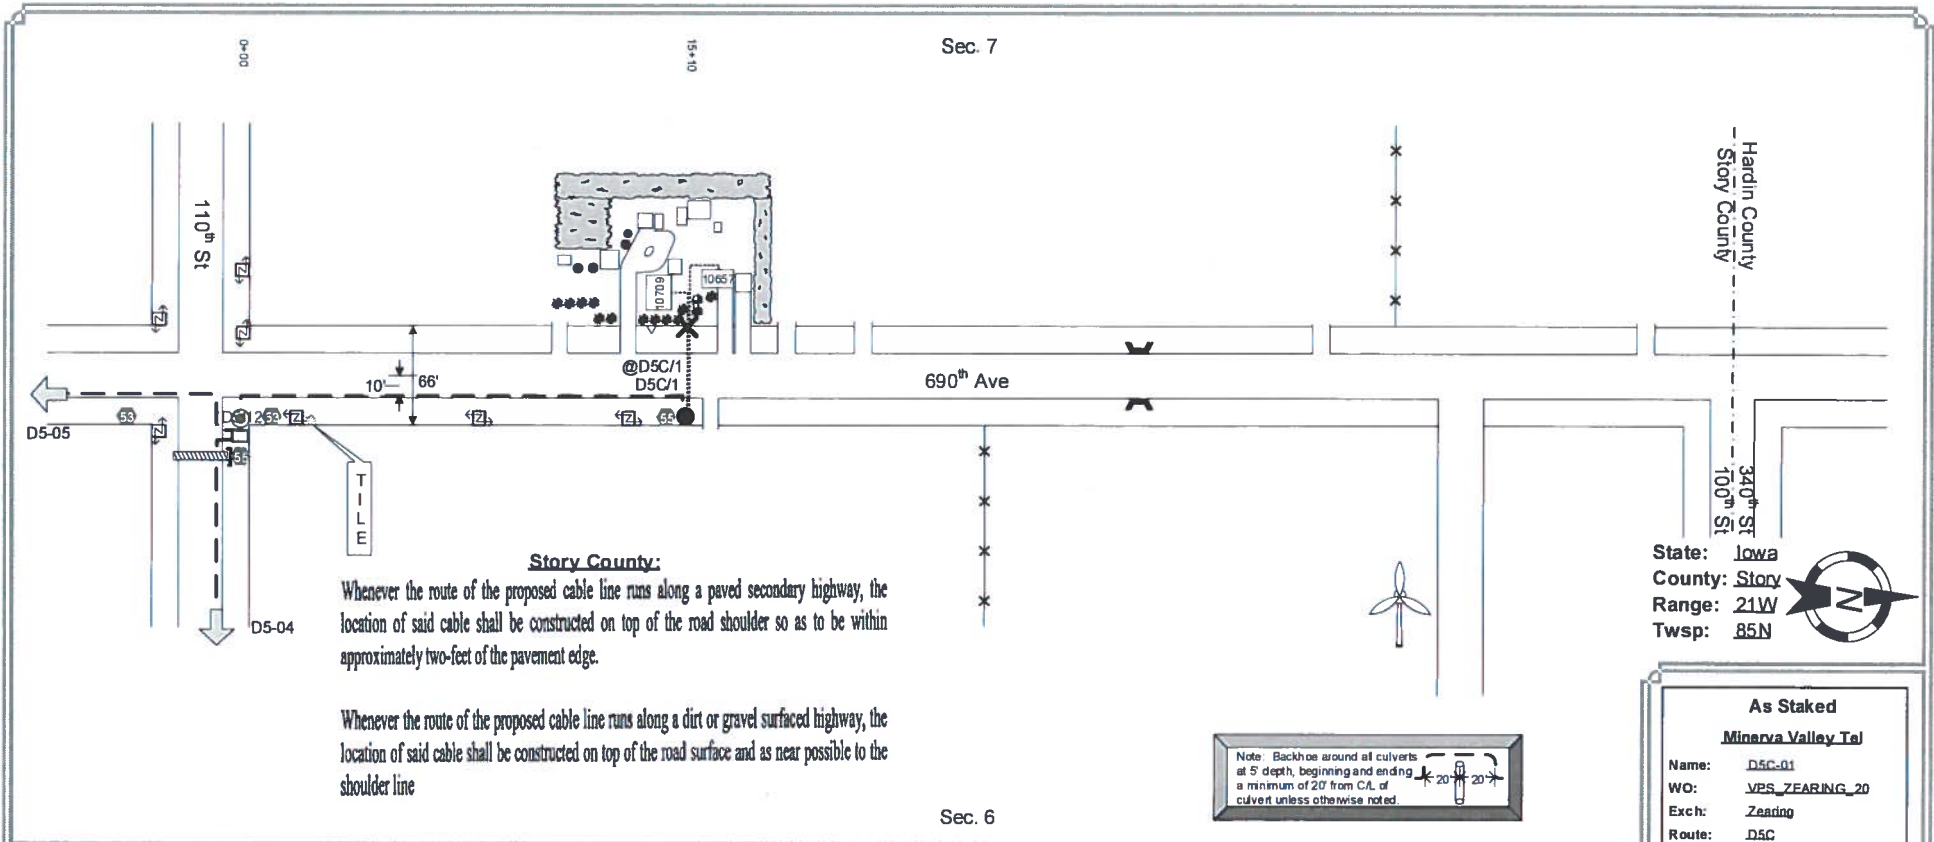 Sec. 7
0+00
15+10
110th St
Hardin County
Story County
10709
10657
@D5C/1
D5C/1
10'
66'
690th Ave
D5-05
53
53
55
55
TILE
D5-04
340th St
100th St
Story County:
Whenever the route of the proposed cable line runs along a paved secondary highway, the
location of said cable shall be constructed on top of the road shoulder so as to be within
approximately two-feet of the pavement edge.
Whenever the route of the proposed cable line runs along a dirt or gravel surfaced highway, the
location of said cable shall be constructed on top of the road surface and as near possible to the
shoulder line
State: Iowa
County: Story
Range: 21W
Twsp: 85N
N
Note: Backhoe around all culverts
at 5' depth, beginning and ending
a minimum of 20' from C/L of
culvert unless otherwise noted.
20' 20'
Sec. 6
As Staked
Minerva Valley Tel
Name: D5C-01
WO: VPS_ZEARING_20
Exch: Zearing
Route: D5C